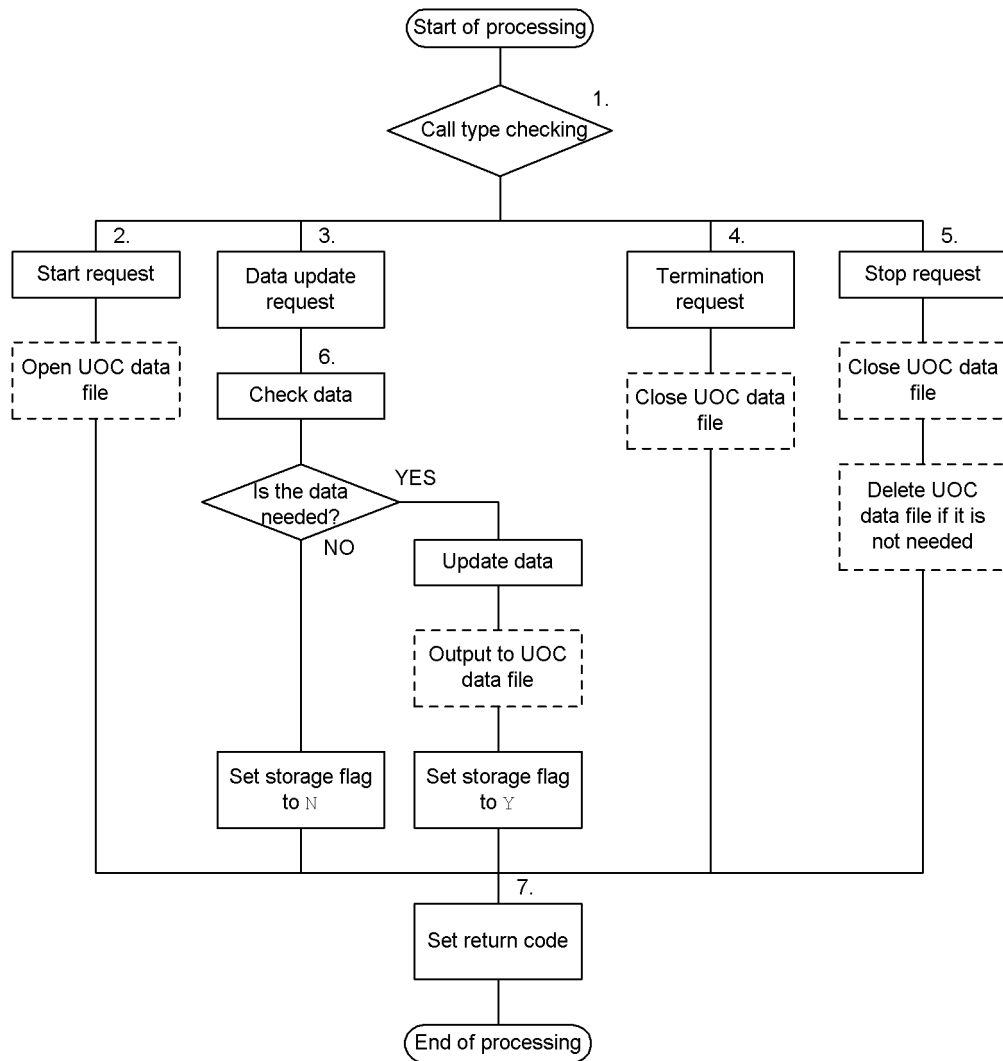 Start of processing
1.
Call type checking
2.
Start request
Open UOC data
file
3.
Data update
request
6.
Check data
Is the data
needed?
YES
NO
Update data
Output to UOC
data file
Set storage flag
to N
Set storage flag
to Y
4.
Termination
request
Close UOC data
file
5.
Stop request
Close UOC data
file
Delete UOC
data file if it is
not needed
7.
Set return code
End of processing